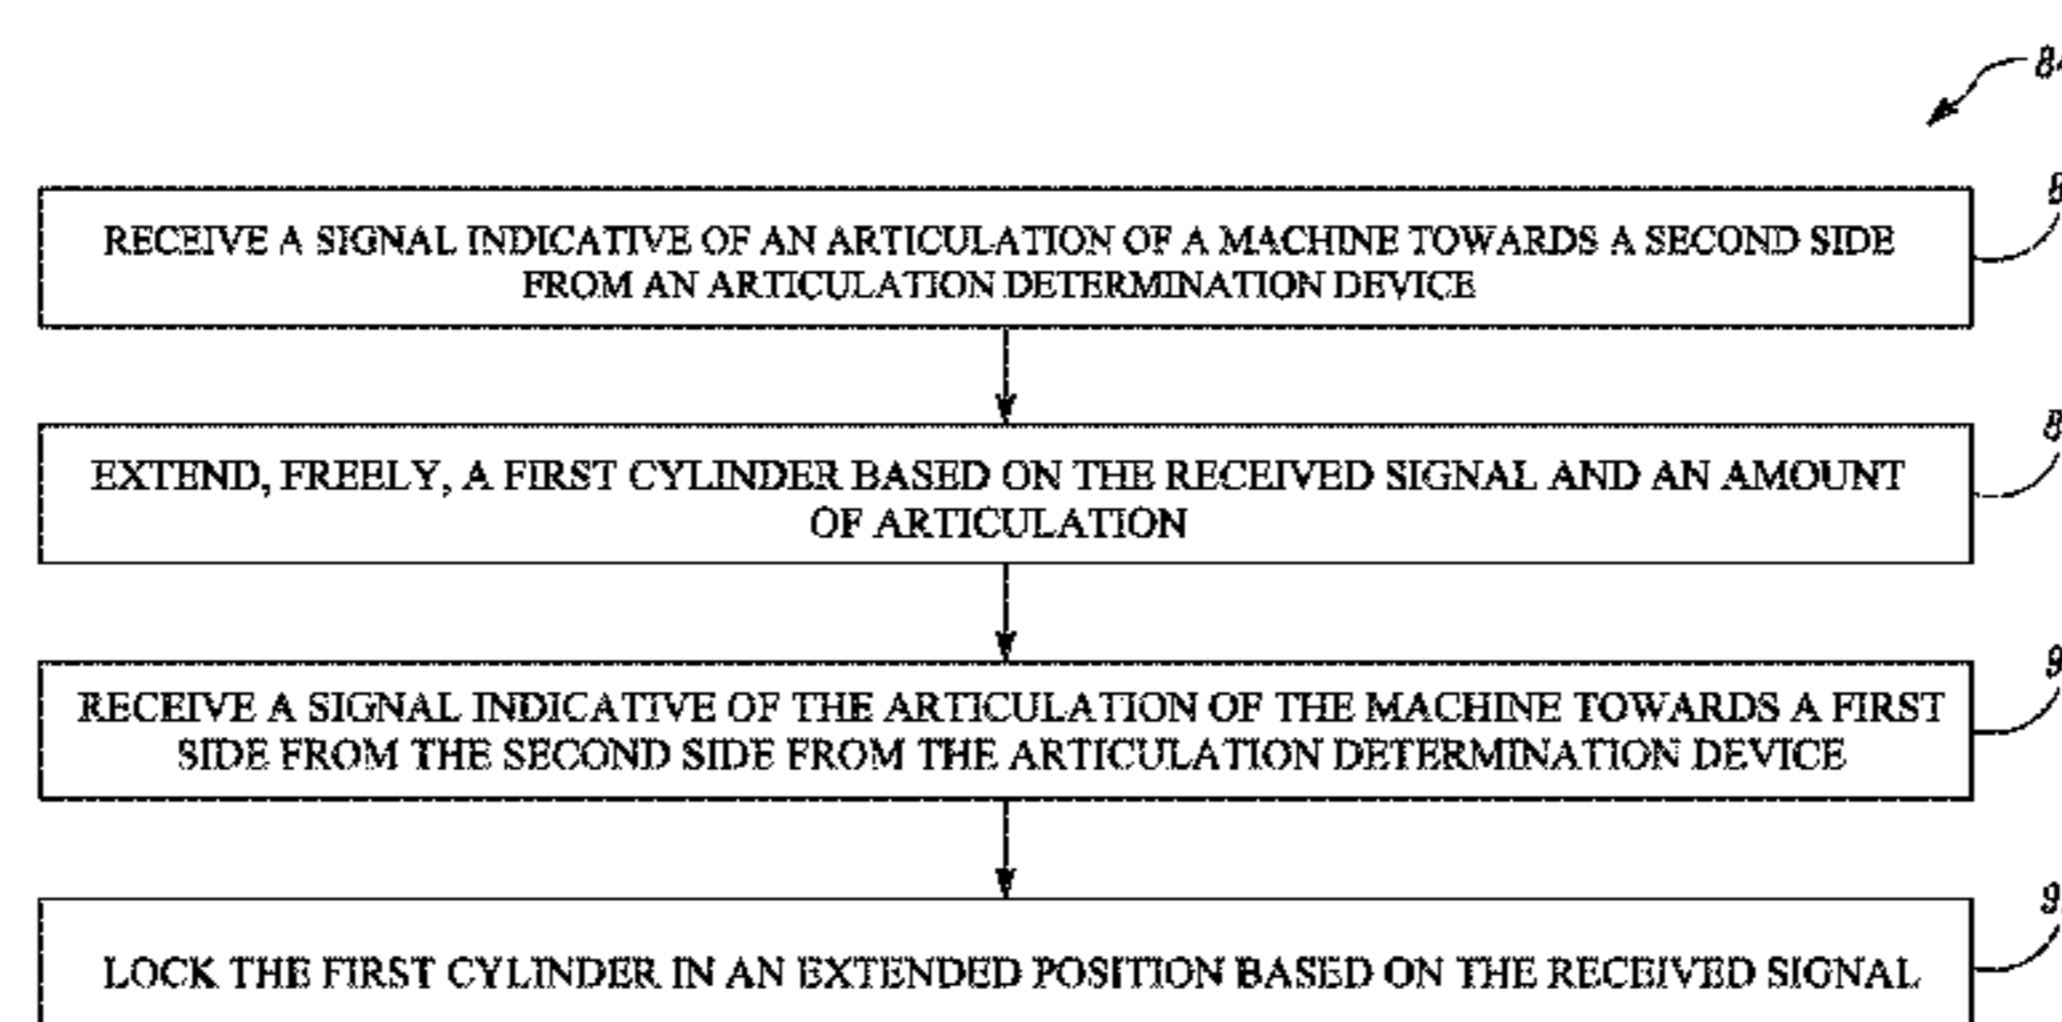 RECEIVE A SIGNAL INDICATIVE OF AN ARTICULATION OF A MACHINE TOWARDS A SECOND SIDE
FROM AN ARTICULATION DETERMINATION DEVICE
EXTEND, FREELY, A FIRST CYLINDER BASED ON THE RECEIVED SIGNAL AND AN AMOUNT
OF ARTICULATION
RECEIVE A SIGNAL INDICATIVE OF THE ARTICULATION OF THE MACHINE TOWARDS A FIRST
SIDE FROM THE SECOND SIDE FROM THE ARTICULATION DETERMINATION DEVICE
LOCK THE FIRST CYLINDER IN AN EXTENDED POSITION BASED ON THE RECEIVED SIGNAL